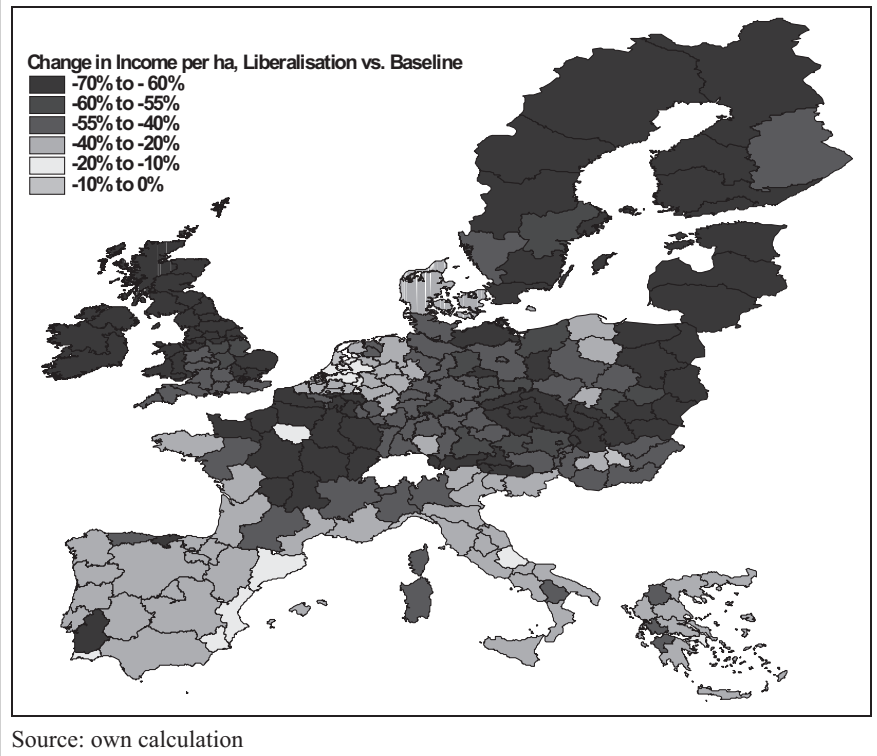 Change in Income per ha, Liberalisation vs. Baseline
-70% to - 60%
-60% to -55%
-55% to -40%
-40% to -20%
-20% to -10%
-10% to 0%
Source: own calculation